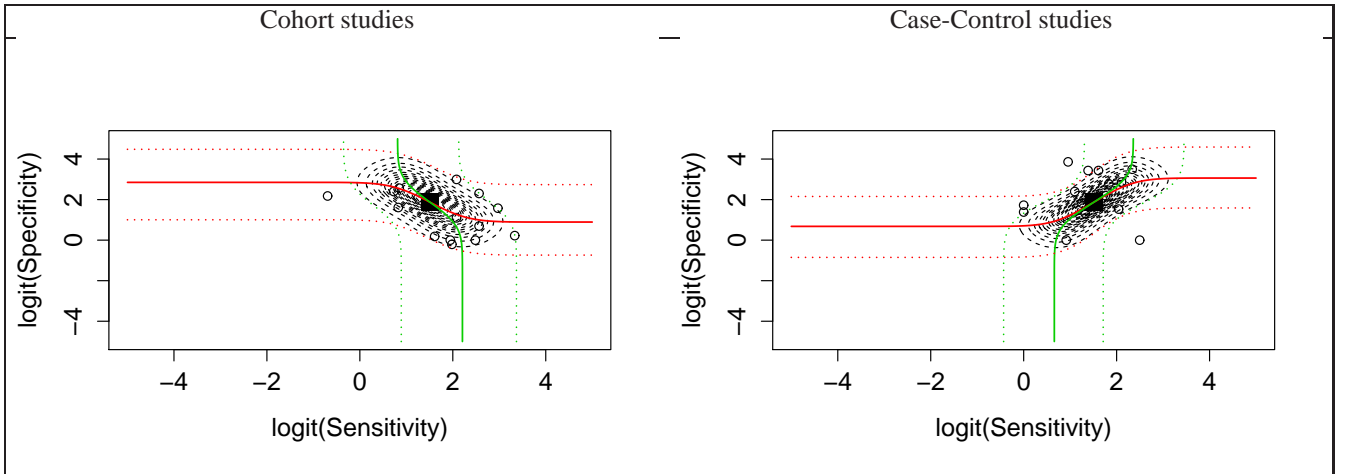 Cohort studies
Case-Control studies
logit(Specificity)
4
2
0
−4
−4 −2 0 2 4
logit(Sensitivity)
logit(Specificity)
4
2
0
−4
−4 −2 0 2 4
logit(Sensitivity)